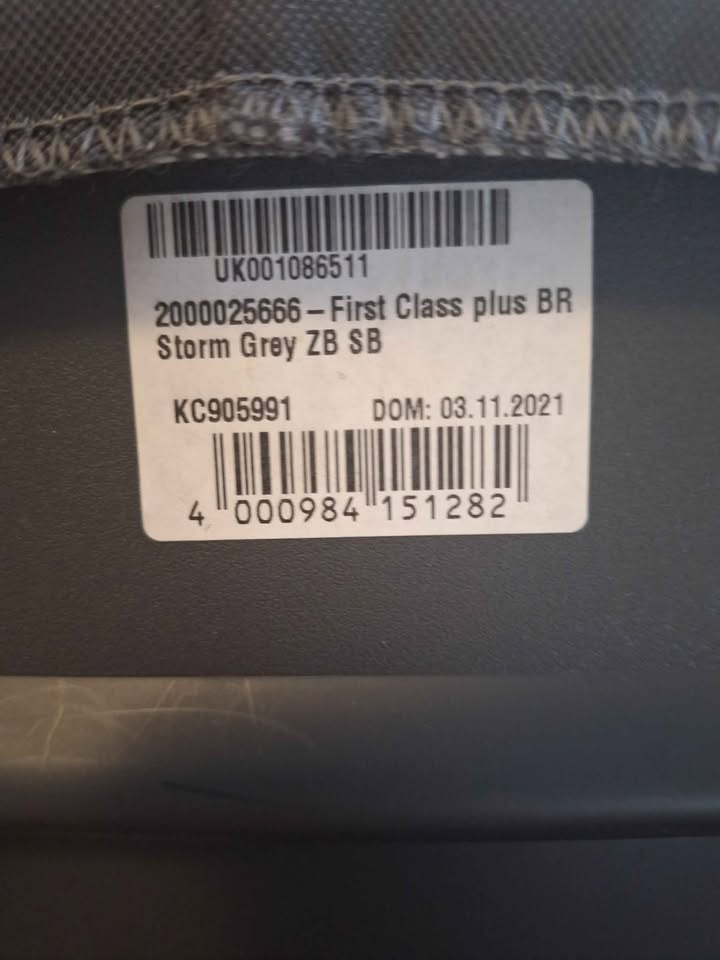 UK001086511
2000025666 – First Class plus BR
Storm Grey ZB SB
KC905991 DOM: 03.11.2021
4 000984 151282